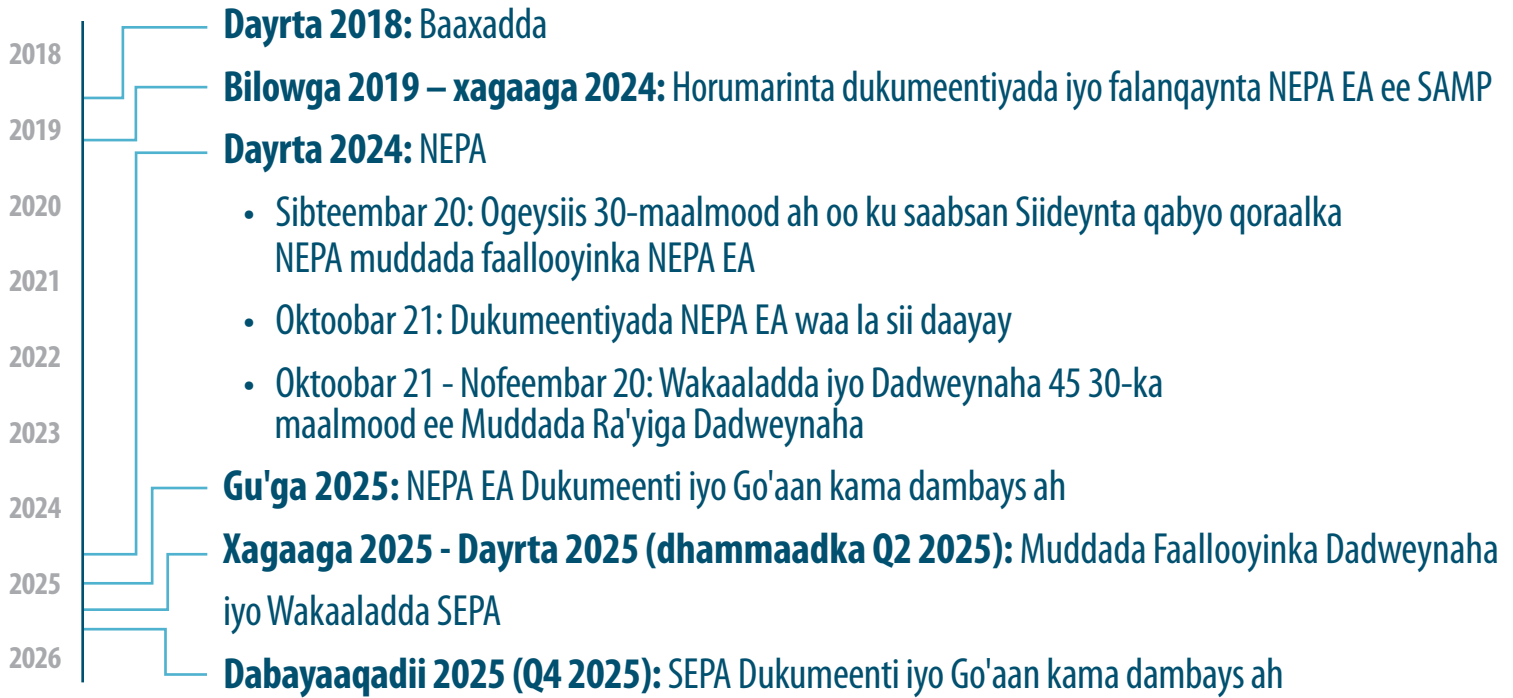 Dayrta 2018: Baaxadda
2018
Bilowga 2019 – xagaaga 2024: Horumarinta dukumeentiyada iyo falanqaynta NEPA EA ee SAMP
2019
Dayrta 2024: NEPA
2020
• Sibteembar 20: Ogeysiis 30-maalmood ah oo ku saabsan Siideynta qabyo qoraalka
NEPA muddada faallooyinka NEPA EA
2021
• Oktoobar 21: Dukumeentiyada NEPA EA waa la sii daayay
2022
• Oktoobar 21 - Nofeembar 20: Wakaaladda iyo Dadweynaha 45 30-ka
maalmood ee Muddada Ra'yiga Dadweynaha
2023
Gu'ga 2025: NEPA EA Dukumeenti iyo Go'aan kama dambays ah
2024
Xagaaga 2025 - Dayrta 2025 (dhammaadka Q2 2025): Muddada Faallooyinka Dadweynaha
2025
iyo Wakaaladda SEPA
2026
Dabayaaqadii 2025 (Q4 2025): SEPA Dukumeenti iyo Go'aan kama dambays ah